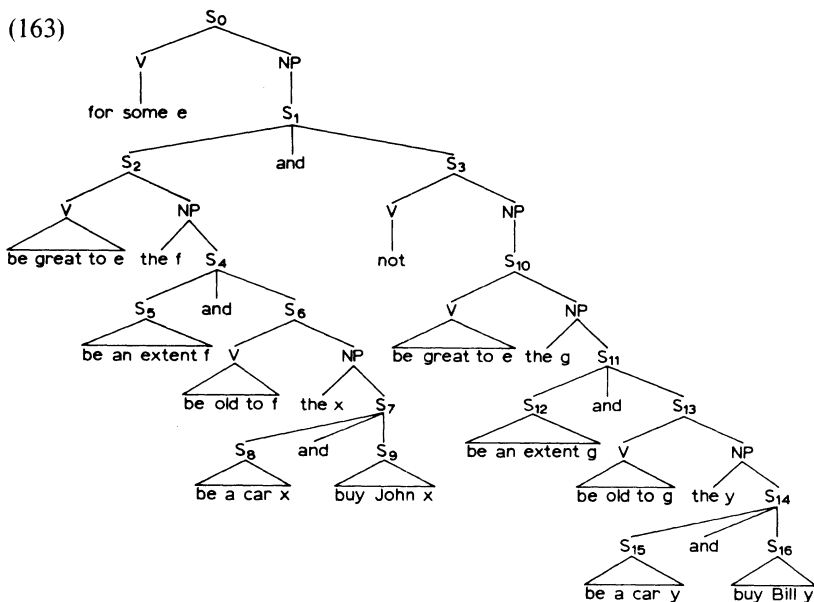 (163)
S0
V NP
for some e S1
S2 and S3
V NP V NP
be great to e the f S4 not S10
S5 and S6 V NP
be an extent f V NP be great to e the g S11
be old to f the x S7 S12 and S13
S8 and S9 be an extent g V NP
be a car x buy John x be old to g the y S14
S15 and S16
be a car y buy Bill y